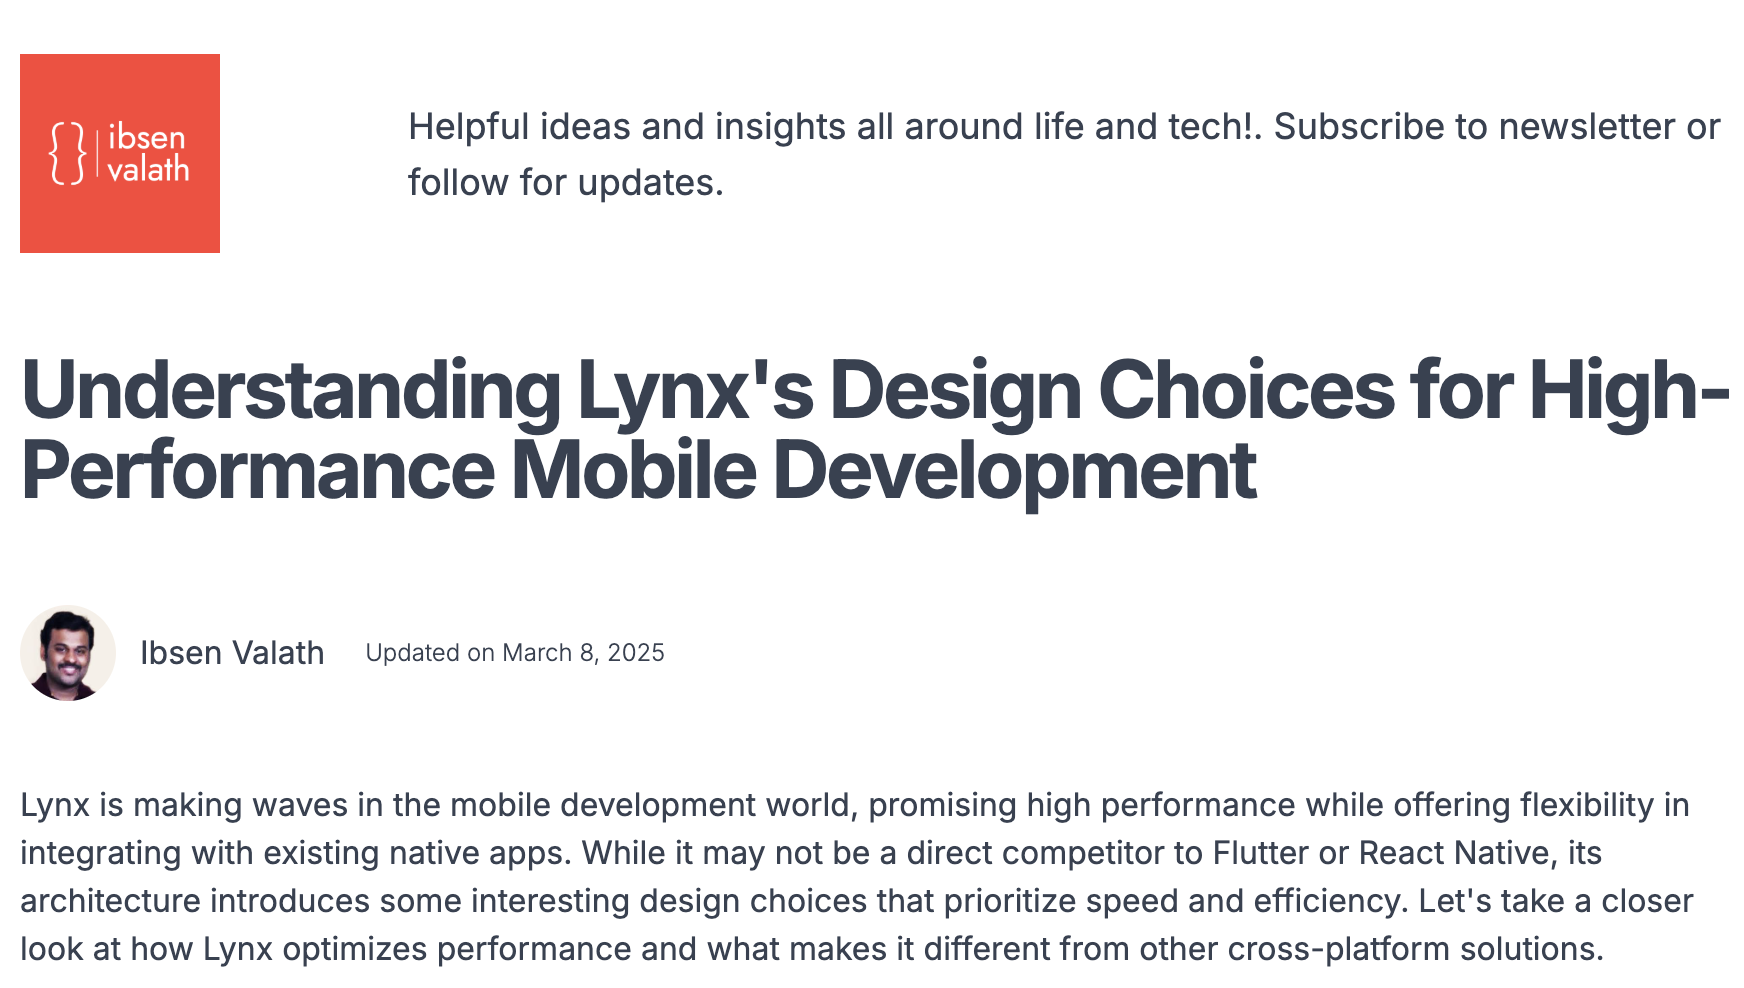 { } | ibsen
valath
Helpful ideas and insights all around life and tech!. Subscribe to newsletter or
follow for updates.
Understanding Lynx's Design Choices for High-
Performance Mobile Development
Ibsen Valath Updated on March 8, 2025
Lynx is making waves in the mobile development world, promising high performance while offering flexibility in
integrating with existing native apps. While it may not be a direct competitor to Flutter or React Native, its
architecture introduces some interesting design choices that prioritize speed and efficiency. Let's take a closer
look at how Lynx optimizes performance and what makes it different from other cross-platform solutions.